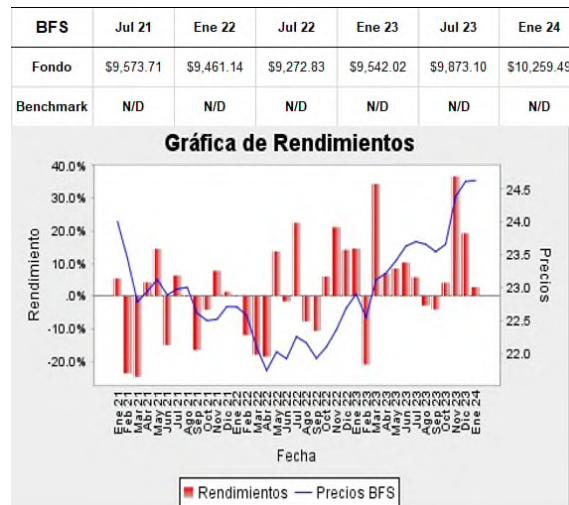 BFS Jul 21 Ene 22 Jul 22 Ene 23 Jul 23 Ene 24
Fondo $9,573.71 $9,461.14 $9,272.83 $9,542.02 $9,873.10 $10,259.49
Benchmark N/D N/D N/D N/D N/D N/D
Gráfica de Rendimientos
40.0%
30.0%
20.0%
10.0%
.0%
-10.0%
-20.0%
Rendimiento
24.5
24.0
23.5
23.0
22.5
22.0
Precios
Ene 21
Feb 21
Mar 21
Abr 21
May 21
Jun 21
Jul 21
Ago 21
Sep 21
Oct 21
Nov 21
Dic 21
Ene 22
Feb 22
Mar 22
Abr 22
May 22
Jun 22
Jul 22
Ago 22
Sep 22
Oct 22
Nov 22
Dic 22
Ene 23
Feb 23
Mar 23
Abr 23
May 23
Jun 23
Jul 23
Ago 23
Sep 23
Oct 23
Nov 23
Dic 23
Ene 24
Fecha
Rendimientos Precios BFS